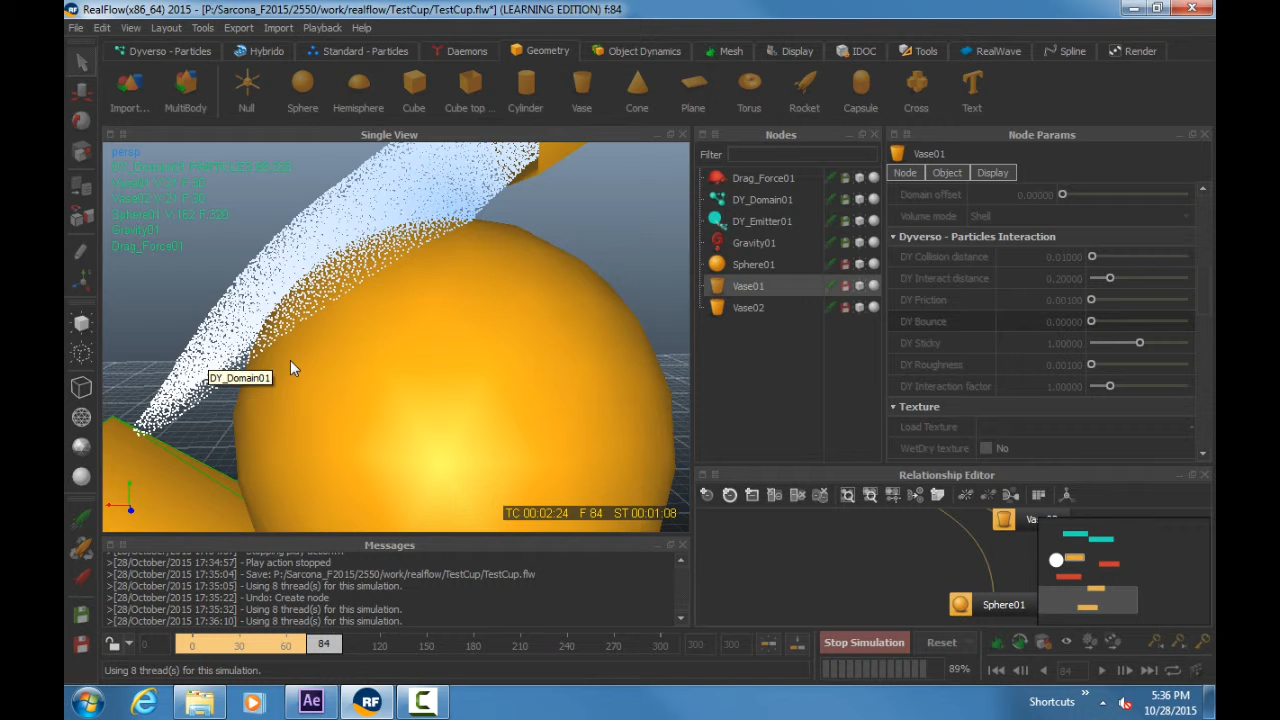 RealFlow(x86_64) 2015 - [P:/Sarcona_F2015/2550/work/realflow/TestCup/TestCup.flw*] (LEARNING EDITION) f:84
File Edit View Layout Tools Export Import Playback Help
Dyverso - Particles Hybrido Standard - Particles Daemons Geometry Object Dynamics Mesh Display IDOC Tools RealWave Spline Render
Import... MultiBody Null Sphere Hemisphere Cube Cube top ... Cylinder Vase Cone Plane Torus Rocket Capsule Cross Text
Single View
persp
Gravity01
Drag_Force01
DY_Domain01
TC 00:02:24 F 84 ST 00:01:08
Nodes
Filter
Drag_Force01
DY_Domain01
DY_Emitter01
Gravity01
Sphere01
Vase01
Vase02
Node Params
Vase01
Node Object Display
Domain offset 0.00000
Volume mode Shell
Dyverso - Particles Interaction
DY Collision distance 0.01000
DY Interact distance 0.20000
DY Friction 0.00100
DY Bounce 0.00000
DY Sticky 1.00000
DY Roughness 0.00100
DY Interaction factor 1.00000
Texture
Load Texture
WetDry texture No
Relationship Editor
Sphere01
Messages
>[28/October/2015 17:34:57] - Play action stopped
>[28/October/2015 17:35:04] - Save: P:/Sarcona_F2015/2550/work/realflow/TestCup/TestCup.flw
>[28/October/2015 17:35:05] - Using 8 thread(s) for this simulation.
>[28/October/2015 17:35:22] - Undo: Create node
>[28/October/2015 17:35:32] - Using 8 thread(s) for this simulation.
>[28/October/2015 17:36:10] - Using 8 thread(s) for this simulation.
0 0 30 60 84 120 150 180 210 240 270 300 300 300
Stop Simulation Reset
89% 84
Using 8 thread(s) for this simulation.
Shortcuts
5:36 PM
10/28/2015